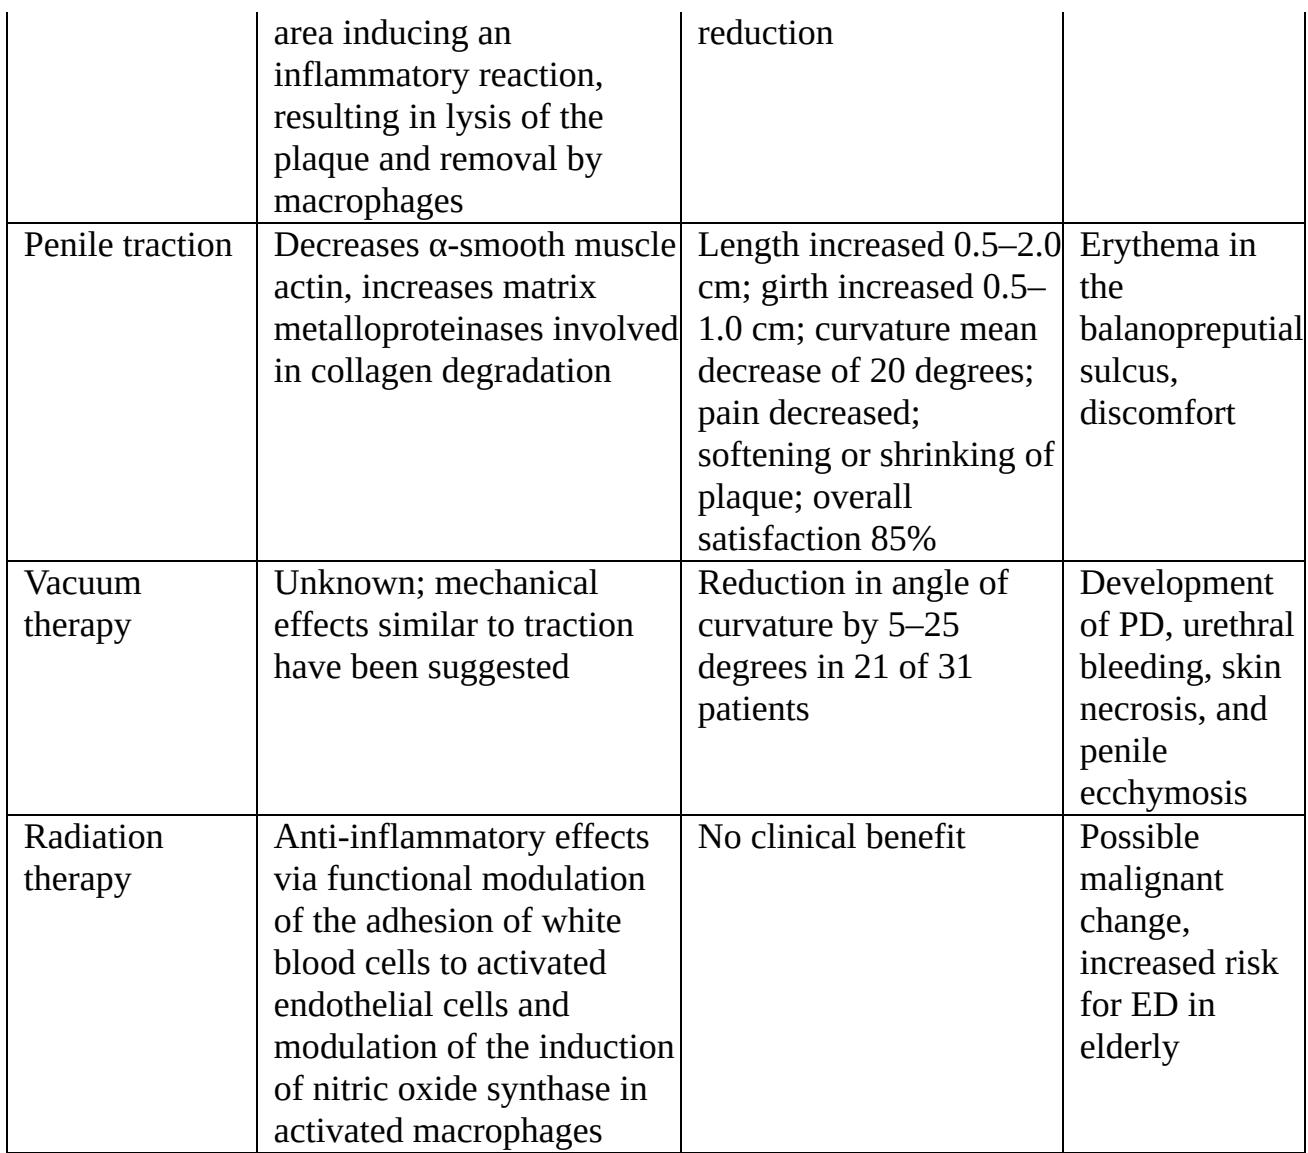 area inducing an
inflammatory reaction,
resulting in lysis of the
plaque and removal by
macrophages
reduction
Penile traction
Decreases α-smooth muscle
actin, increases matrix
metalloproteinases involved
in collagen degradation
Length increased 0.5–2.0
cm; girth increased 0.5–
1.0 cm; curvature mean
decrease of 20 degrees;
pain decreased;
softening or shrinking of
plaque; overall
satisfaction 85%
Erythema in
the
balanopreputial
sulcus,
discomfort
Vacuum
therapy
Unknown; mechanical
effects similar to traction
have been suggested
Reduction in angle of
curvature by 5–25
degrees in 21 of 31
patients
Development
of PD, urethral
bleeding, skin
necrosis, and
penile
ecchymosis
Radiation
therapy
Anti-inflammatory effects
via functional modulation
of the adhesion of white
blood cells to activated
endothelial cells and
modulation of the induction
of nitric oxide synthase in
activated macrophages
No clinical benefit
Possible
malignant
change,
increased risk
for ED in
elderly